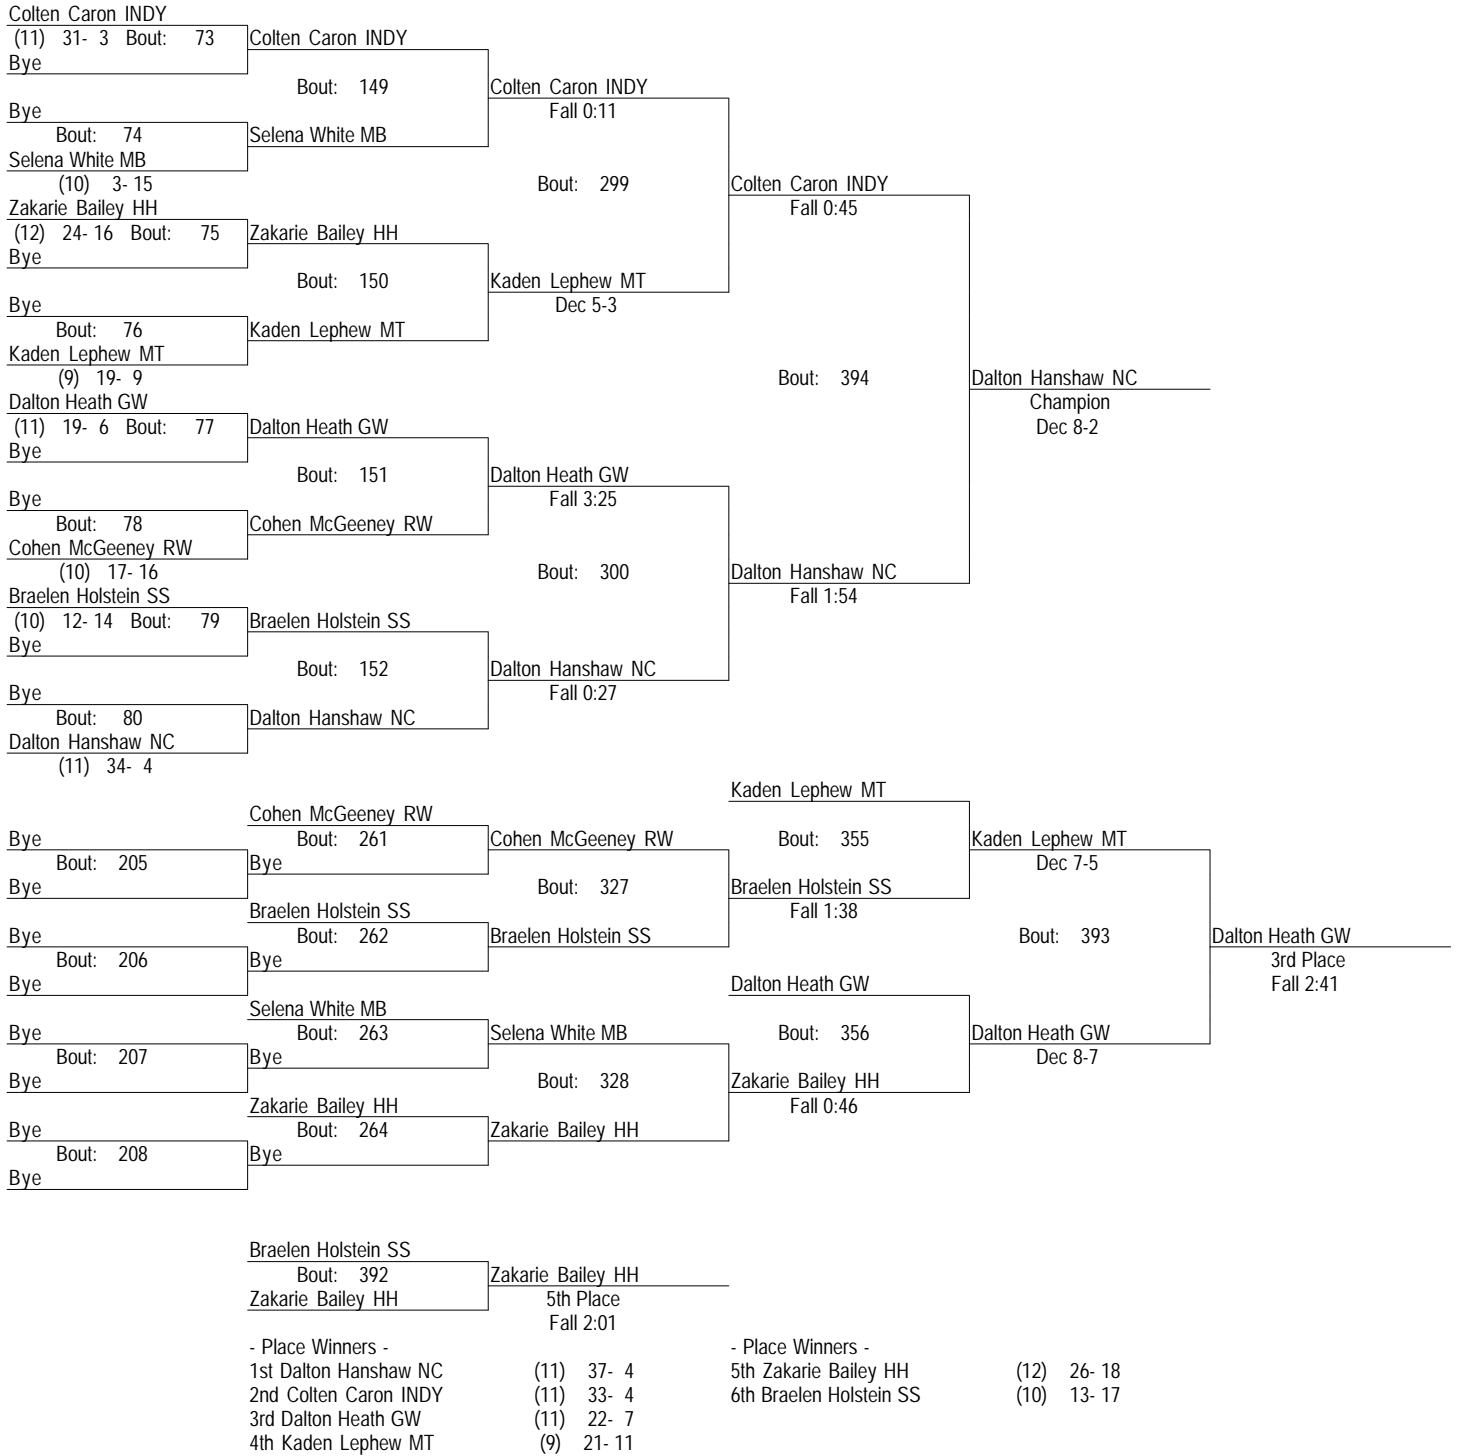 Colten Caron INDY
(11) 31- 3 Bout: 73 Colten Caron INDY
Bye
Bout: 149 Colten Caron INDY
Bye Fall 0:11
Bout: 74 Selena White MB
Selena White MB
(10) 3- 15 Bout: 299 Colten Caron INDY
Zakarie Bailey HH Fall 0:45
(12) 24- 16 Bout: 75 Zakarie Bailey HH
Bye
Bout: 150 Kaden Lephew MT
Bye Dec 5-3
Bout: 76 Kaden Lephew MT
Kaden Lephew MT
(9) 19- 9 Bout: 394 Dalton Hanshaw NC
Dalton Heath GW Champion
(11) 19- 6 Bout: 77 Dalton Heath GW Dec 8-2
Bye
Bout: 151 Dalton Heath GW
Bye Fall 3:25
Bout: 78 Cohen McGeeney RW
Cohen McGeeney RW
(10) 17- 16 Bout: 300 Dalton Hanshaw NC
Braelen Holstein SS Fall 1:54
(10) 12- 14 Bout: 79 Braelen Holstein SS
Bye
Bout: 152 Dalton Hanshaw NC
Bye Fall 0:27
Bout: 80 Dalton Hanshaw NC
Dalton Hanshaw NC
(11) 34- 4
Kaden Lephew MT
Cohen McGeeney RW
Bye Bout: 261 Cohen McGeeney RW Bout: 355 Kaden Lephew MT
Bout: 205 Bye Dec 7-5
Bye Bout: 327 Braelen Holstein SS
Braelen Holstein SS Fall 1:38
Bye Bout: 262 Braelen Holstein SS Bout: 393 Dalton Heath GW
Bout: 206 Bye 3rd Place
Bye Dalton Heath GW Fall 2:41
Selena White MB
Bye Bout: 263 Selena White MB Bout: 356 Dalton Heath GW
Bout: 207 Bye Dec 8-7
Bye Bout: 328 Zakarie Bailey HH
Zakarie Bailey HH Fall 0:46
Bye Bout: 264 Zakarie Bailey HH
Bout: 208 Bye
Bye
Braelen Holstein SS
Bout: 392 Zakarie Bailey HH
Zakarie Bailey HH 5th Place
Fall 2:01
- Place Winners - - Place Winners -
1st Dalton Hanshaw NC (11) 37- 4 5th Zakarie Bailey HH (12) 26- 18
2nd Colten Caron INDY (11) 33- 4 6th Braelen Holstein SS (10) 13- 17
3rd Dalton Heath GW (11) 22- 7
4th Kaden Lephew MT (9) 21- 11